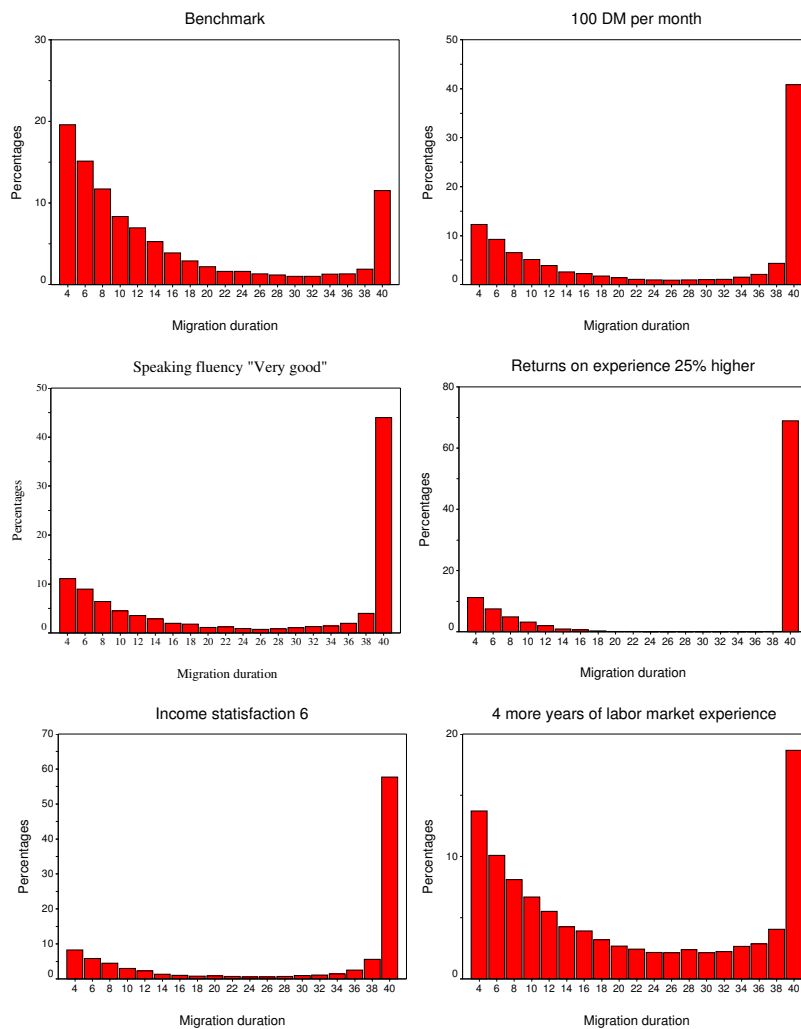 Benchmark
30
20
10
0
Percentages
4 6 8 10 12 14 16 18 20 22 24 26 28 30 32 34 36 38 40
Migration duration
100 DM per month
50
40
30
20
10
0
Percentages
4 6 8 10 12 14 16 18 20 22 24 26 28 30 32 34 36 38 40
Migration duration
Speaking fluency "Very good"
50
40
30
20
10
0
Percentages
4 6 8 10 12 14 16 18 20 22 24 26 28 30 32 34 36 38 40
Migration duration
Returns on experience 25% higher
80
60
40
20
0
Percentages
4 6 8 10 12 14 16 18 20 22 24 26 28 30 32 34 36 38 40
Migration duration
Income statisfaction 6
70
60
50
40
30
20
10
0
Percentages
4 6 8 10 12 14 16 18 20 22 24 26 28 30 32 34 36 38 40
Migration duration
4 more years of labor market experience
20
10
0
Percentages
4 6 8 10 12 14 16 18 20 22 24 26 28 30 32 34 36 38 40
Migration duration